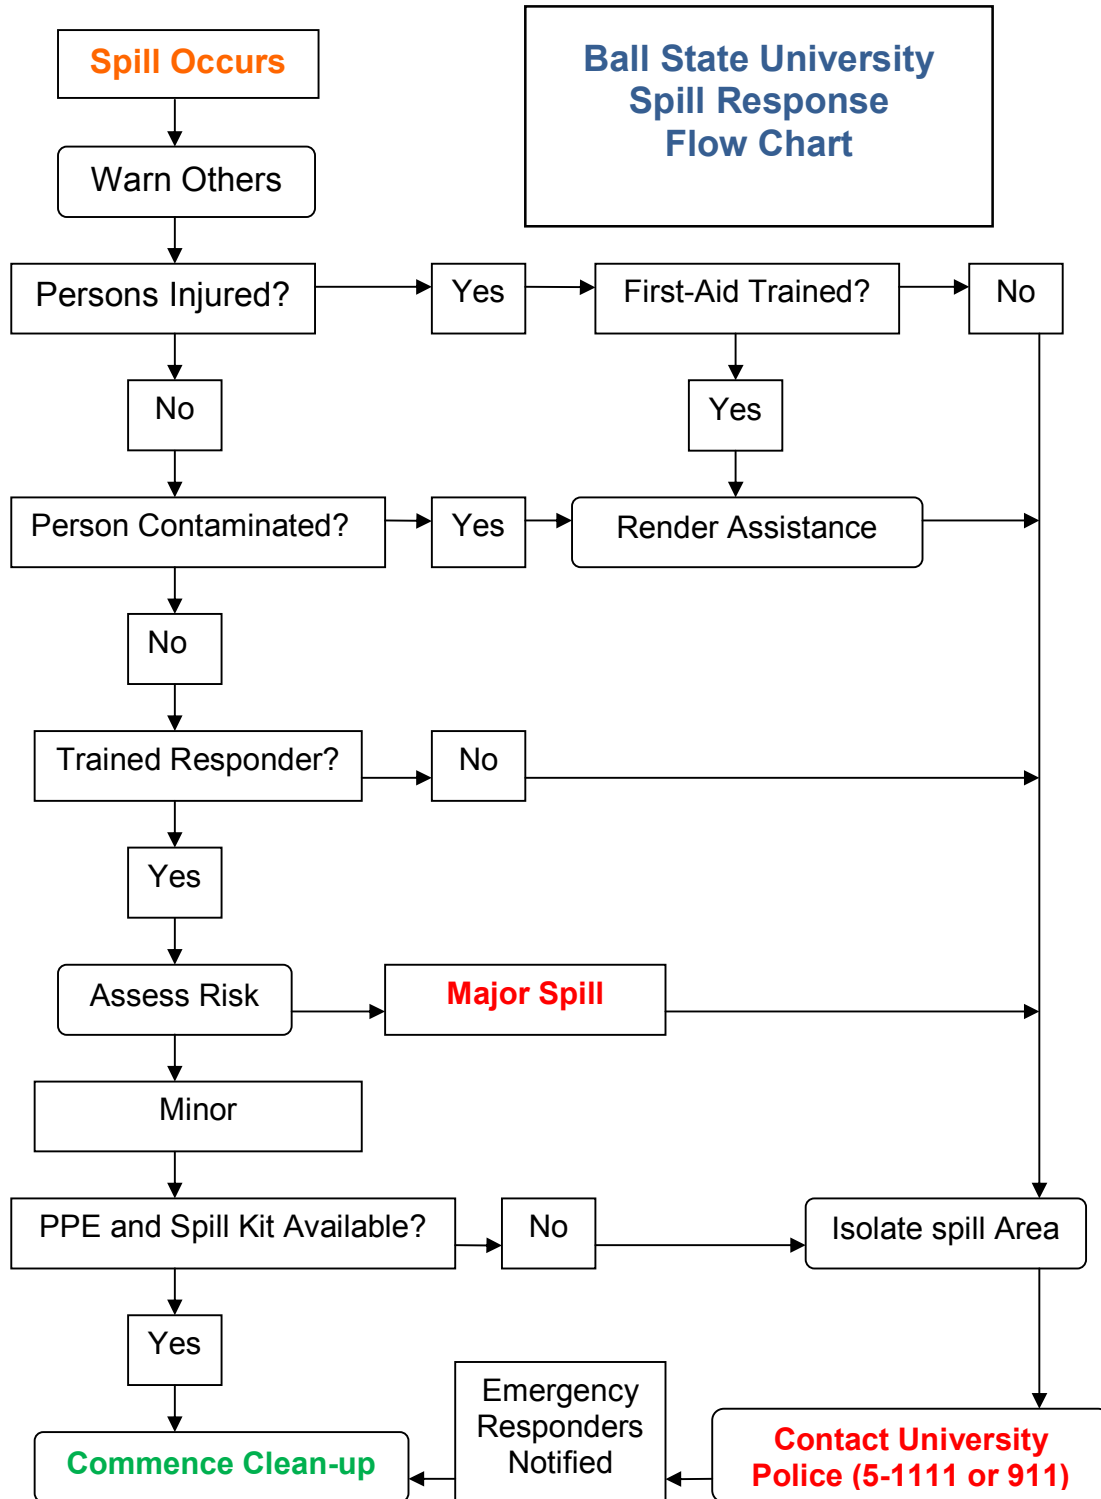 Spill Occurs
Ball State University
Spill Response
Flow Chart
Warn Others
Persons Injured?
Yes
First-Aid Trained?
No
No
Yes
Person Contaminated?
Yes
Render Assistance
No
Trained Responder?
No
Yes
Assess Risk
Major Spill
Minor
PPE and Spill Kit Available?
No
Isolate spill Area
Yes
Emergency
Responders
Notified
Commence Clean-up
Contact University
Police (5-1111 or 911)